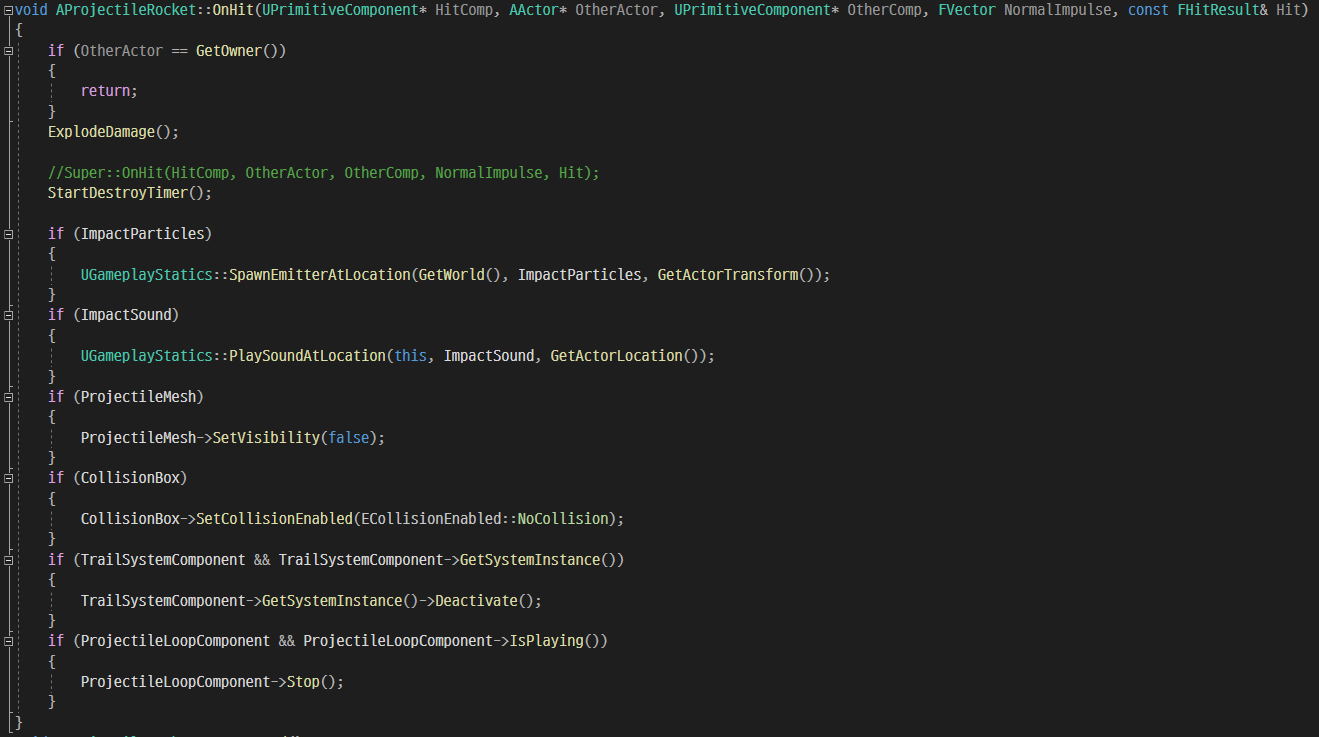 void AProjectileRocket::OnHit(UPrimitiveComponent* HitComp, AActor* OtherActor, UPrimitiveComponent* OtherComp, FVector NormalImpulse, const FHitResult& Hit)
{
    if (OtherActor == GetOwner())
    {
        return;
    }
    ExplodeDamage();

    //Super::OnHit(HitComp, OtherActor, OtherComp, NormalImpulse, Hit);
    StartDestroyTimer();

    if (ImpactParticles)
    {
        UGameplayStatics::SpawnEmitterAtLocation(GetWorld(), ImpactParticles, GetActorTransform());
    }
    if (ImpactSound)
    {
        UGameplayStatics::PlaySoundAtLocation(this, ImpactSound, GetActorLocation());
    }
    if (ProjectileMesh)
    {
        ProjectileMesh->SetVisibility(false);
    }
    if (CollisionBox)
    {
        CollisionBox->SetCollisionEnabled(ECollisionEnabled::NoCollision);
    }
    if (TrailSystemComponent && TrailSystemComponent->GetSystemInstance())
    {
        TrailSystemComponent->GetSystemInstance()->Deactivate();
    }
    if (ProjectileLoopComponent && ProjectileLoopComponent->IsPlaying())
    {
        ProjectileLoopComponent->Stop();
    }
}